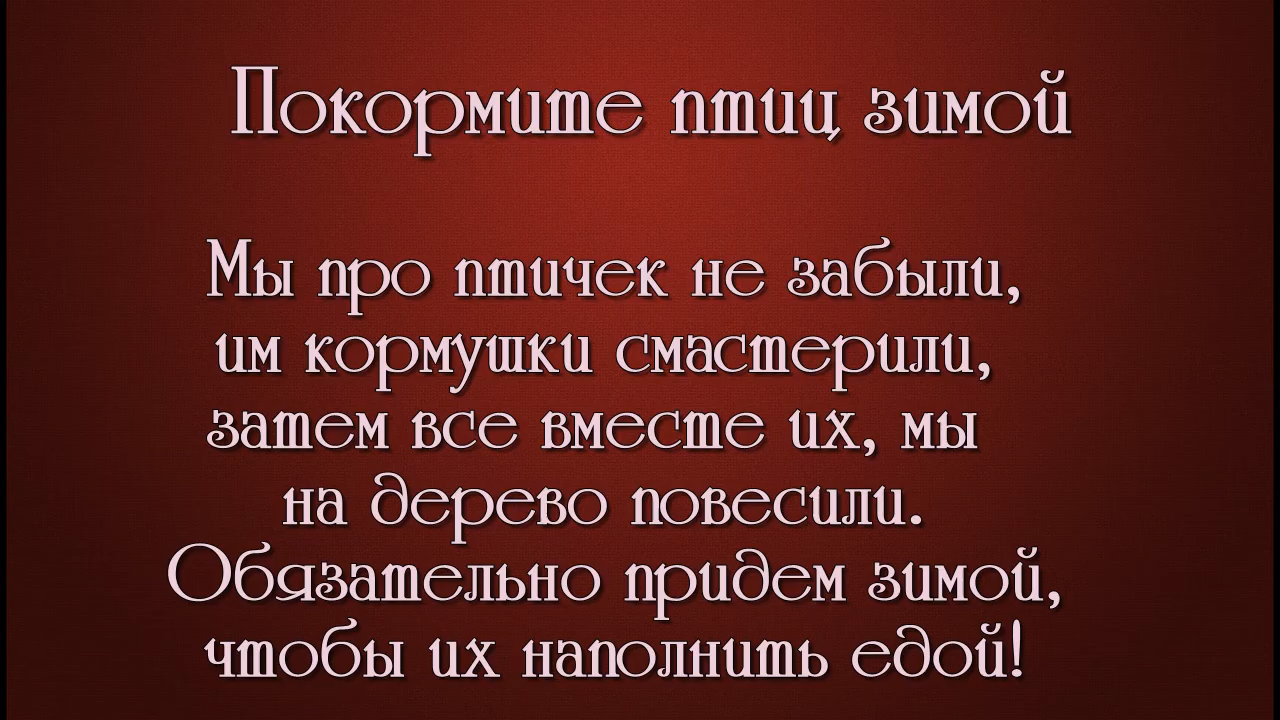 Покормите птиц зимой
Мы про птичек не забыли,
им кормушки смастерили,
затем все вместе их, мы
на дерево повесили.
Обязательно придем зимой,
чтобы их наполнить едой!